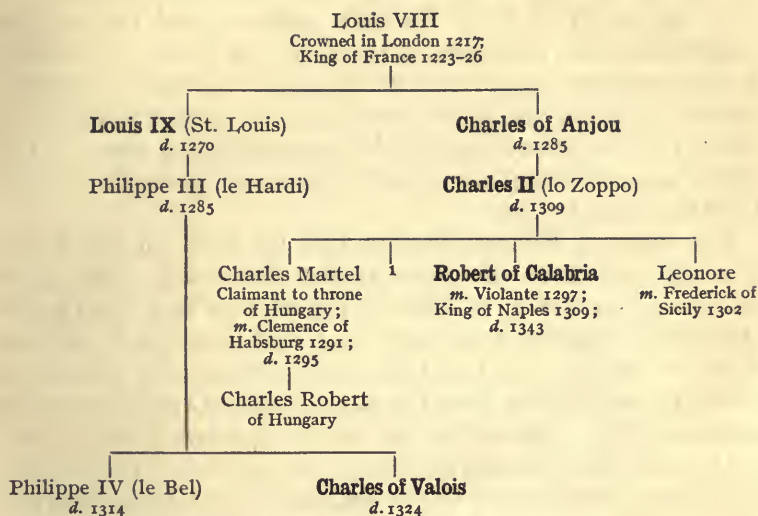 Louis VIII
Crowned in London 1217;
King of France 1223-26
Louis IX (St. Louis)
d. 1270
Charles of Anjou
d. 1285
Philippe III (le Hardi)
d. 1285
Charles II (lo Zoppo)
d. 1309
Charles Martel
Claimant to throne
of Hungary;
m. Clemence of
Habsburg 1291;
d. 1295
1
Robert of Calabria
m. Violante 1297;
King of Naples 1309;
d. 1343
Leonore
m. Frederick of
Sicily 1302
Charles Robert
of Hungary
Philippe IV (le Bel)
d. 1314
Charles of Valois
d. 1324